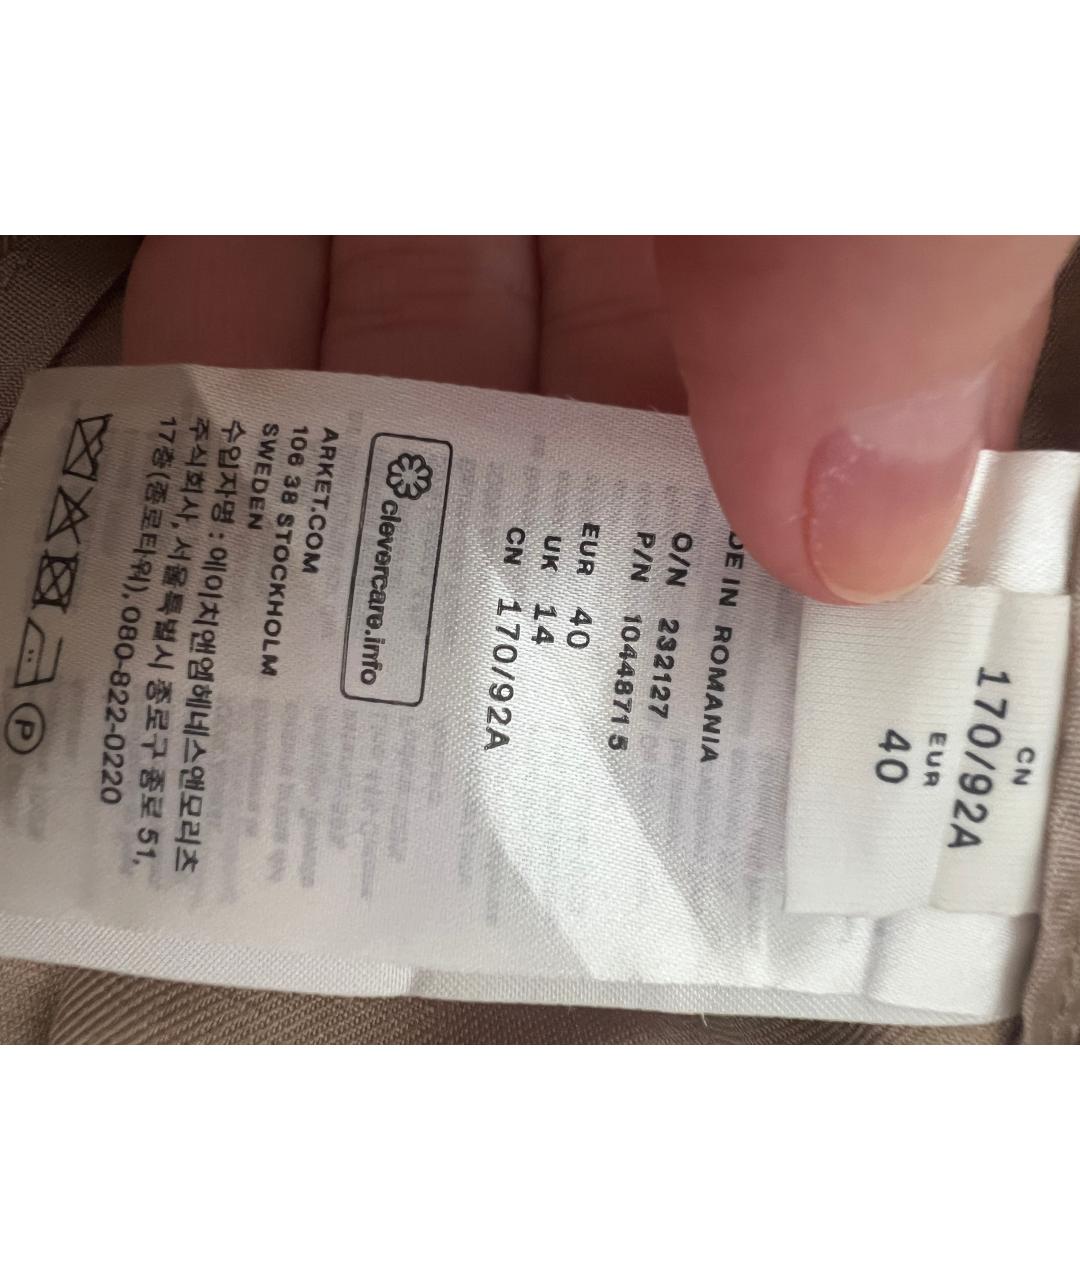 CN
170/92A
EUR
40
DE IN ROMANIA
O/N 232127
P/N 10448715
EUR 40
UK 14
CN 170/92A
clevercare.info
ARKET.COM
106 38 STOCKHOLM
SWEDEN
수입자명 : 에이치앤엠헤네스앤모리츠
주식회사, 서울특별시 종로구 종로 51,
17층(종로타워), 080-822-0220
P